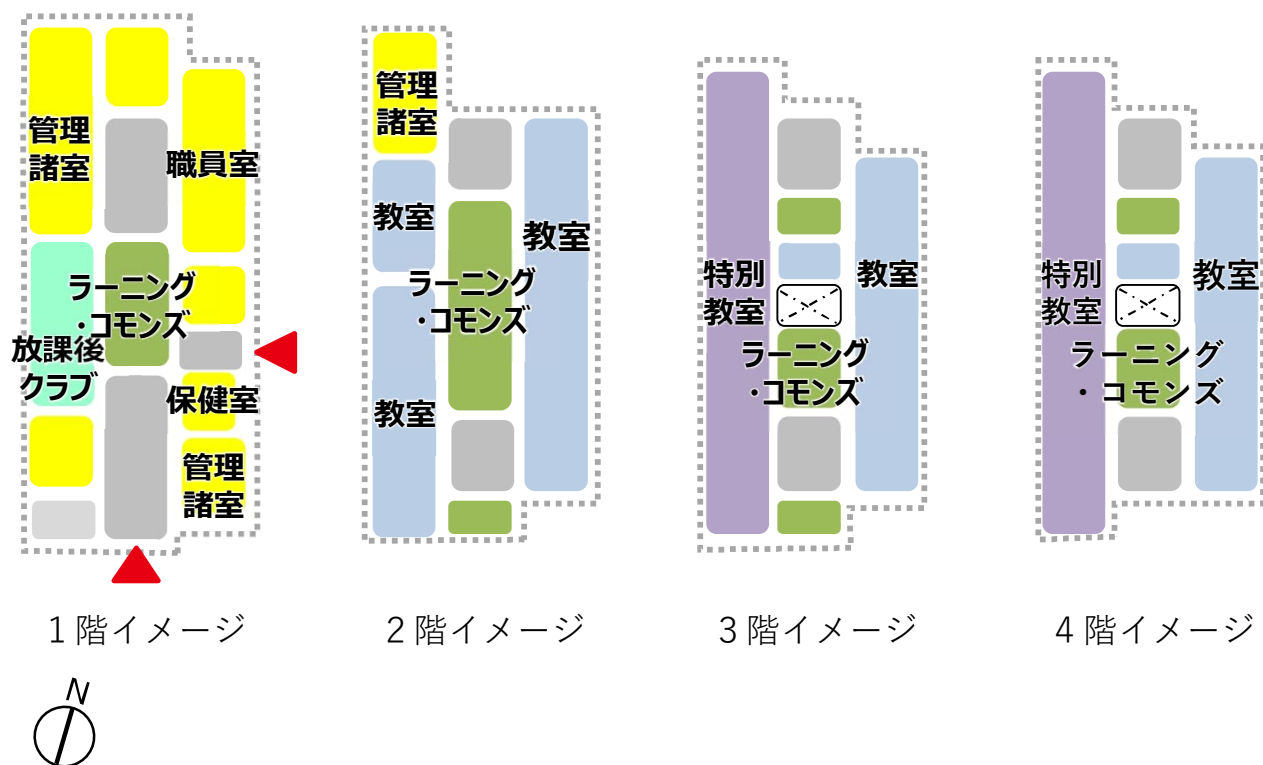 管理
諸室
職員室
ラーニング
・コモンズ
放課後
クラブ
保健室
管理
諸室
1階イメージ
管理
諸室
教室
教室
ラーニング
・コモンズ
教室
2階イメージ
特別
教室
教室
ラーニング
・コモンズ
3階イメージ
特別
教室
教室
ラーニング
・コモンズ
4階イメージ
N